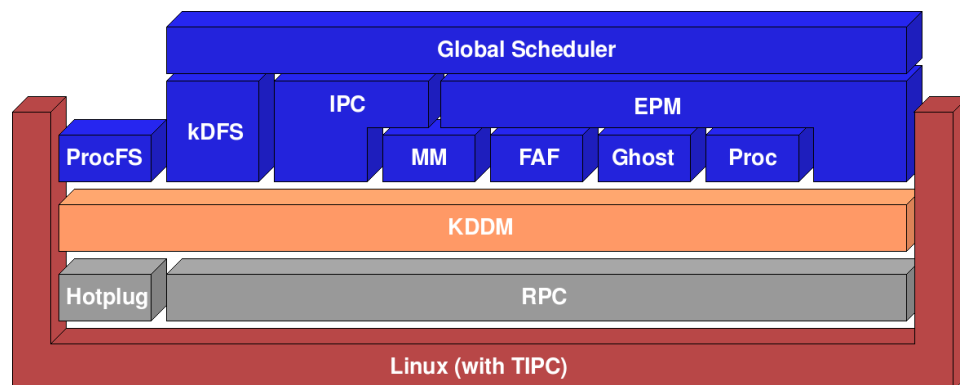 Global Scheduler
IPC
EPM
kDFS
ProcFS
MM
FAF
Ghost
Proc
KDDM
Hotplug
RPC
Linux (with TIPC)